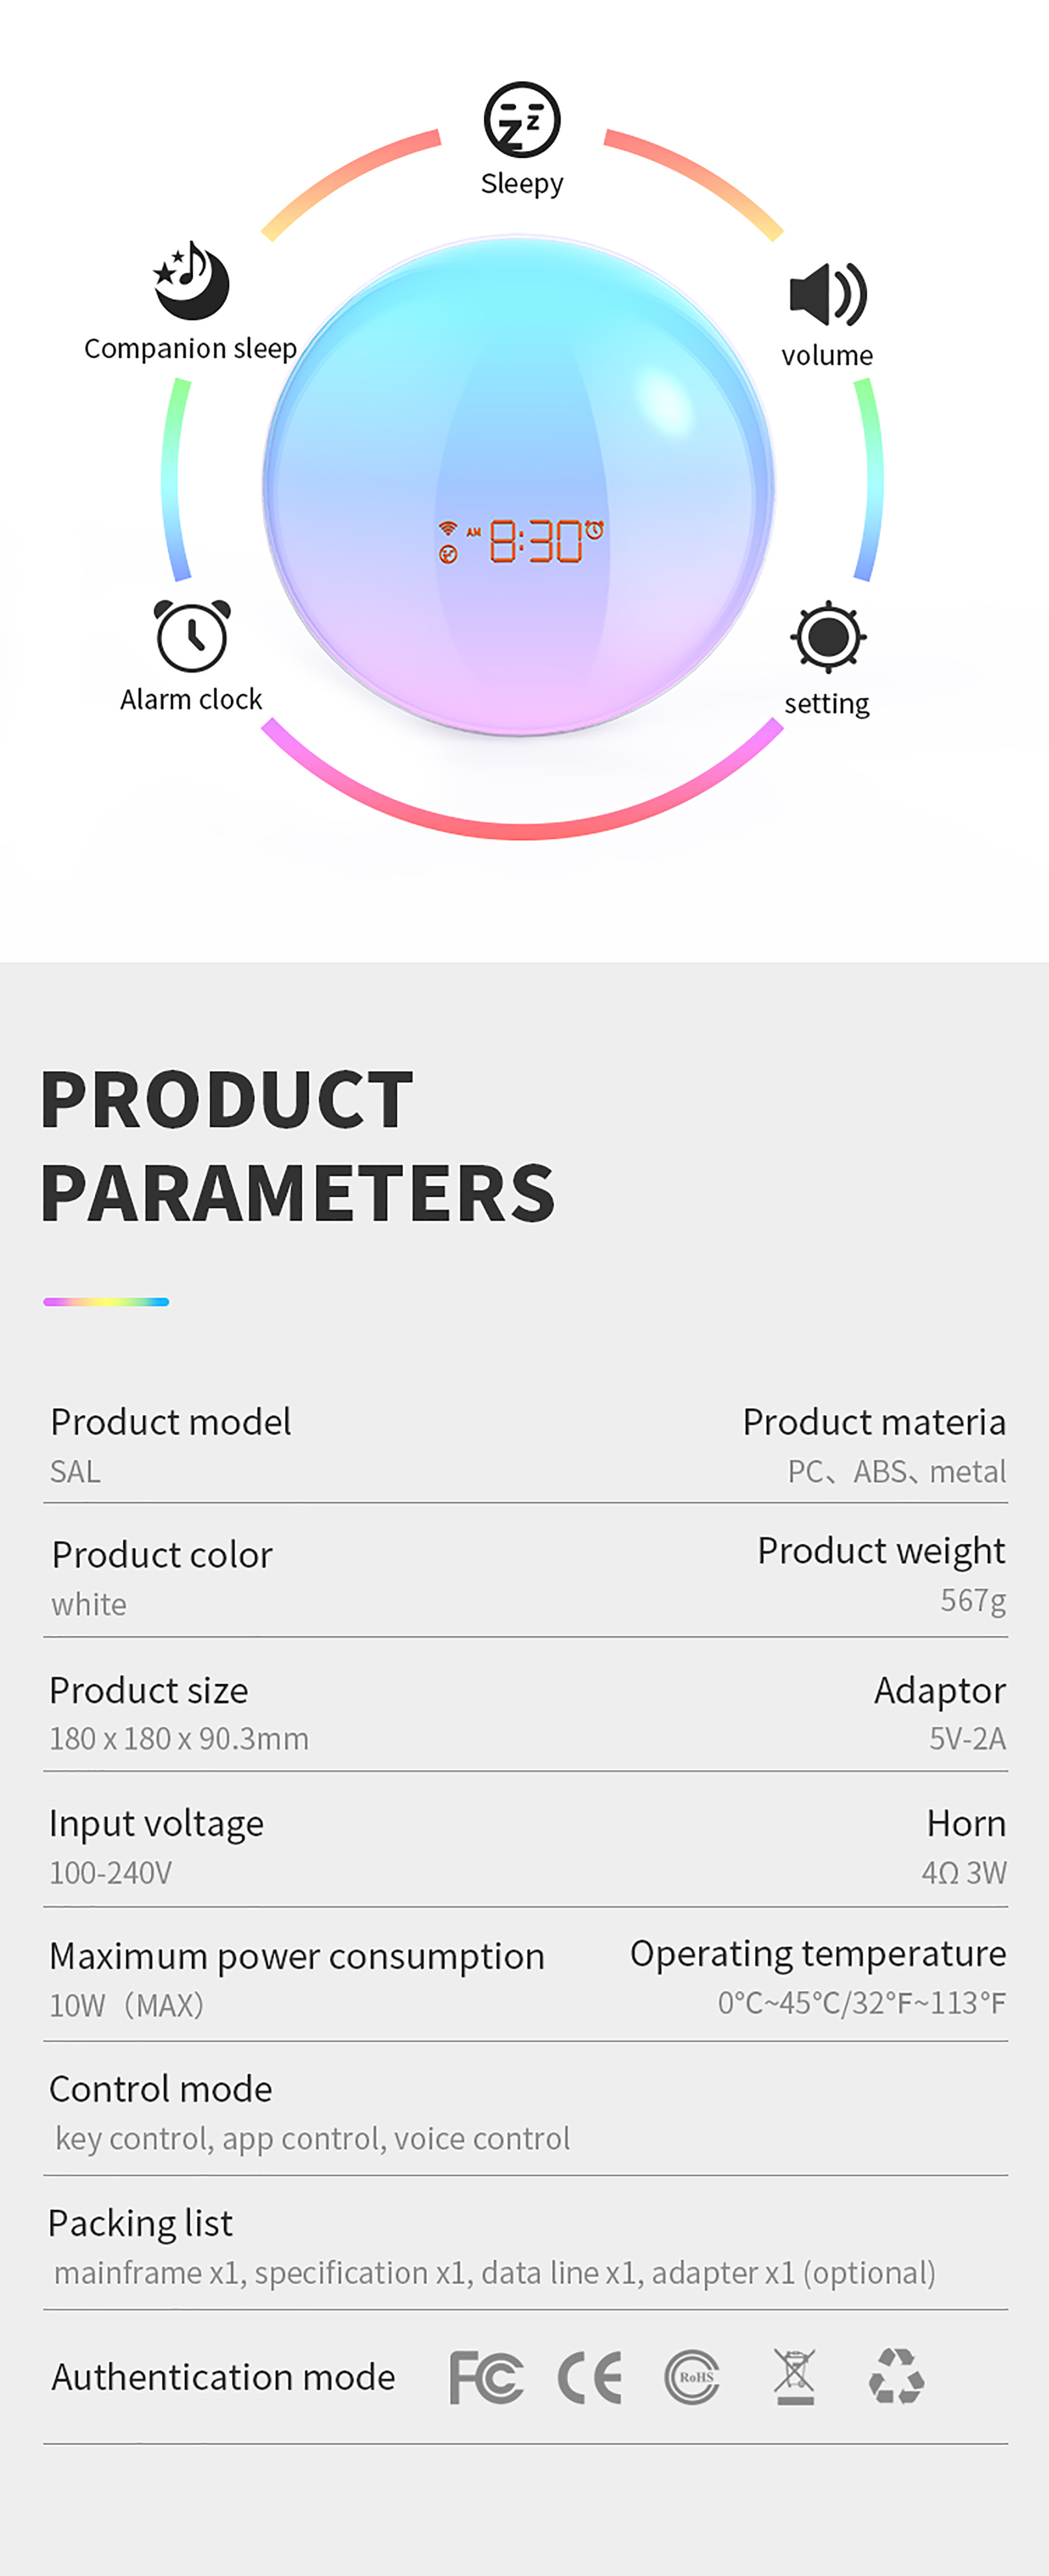 Sleepy
Companion sleep
volume
AM 8:30
Alarm clock
setting
PRODUCT
PARAMETERS
Product model
SAL
Product materia
PC、ABS、metal
Product color
white
Product weight
567g
Product size
180 x 180 x 90.3mm
Adaptor
5V-2A
Input voltage
100-240V
Horn
4Ω 3W
Maximum power consumption
10W（MAX）
Operating temperature
0°C~45°C/32°F~113°F
Control mode
key control, app control, voice control
Packing list
mainframe x1, specification x1, data line x1, adapter x1 (optional)
Authentication mode
FC CE RoHS